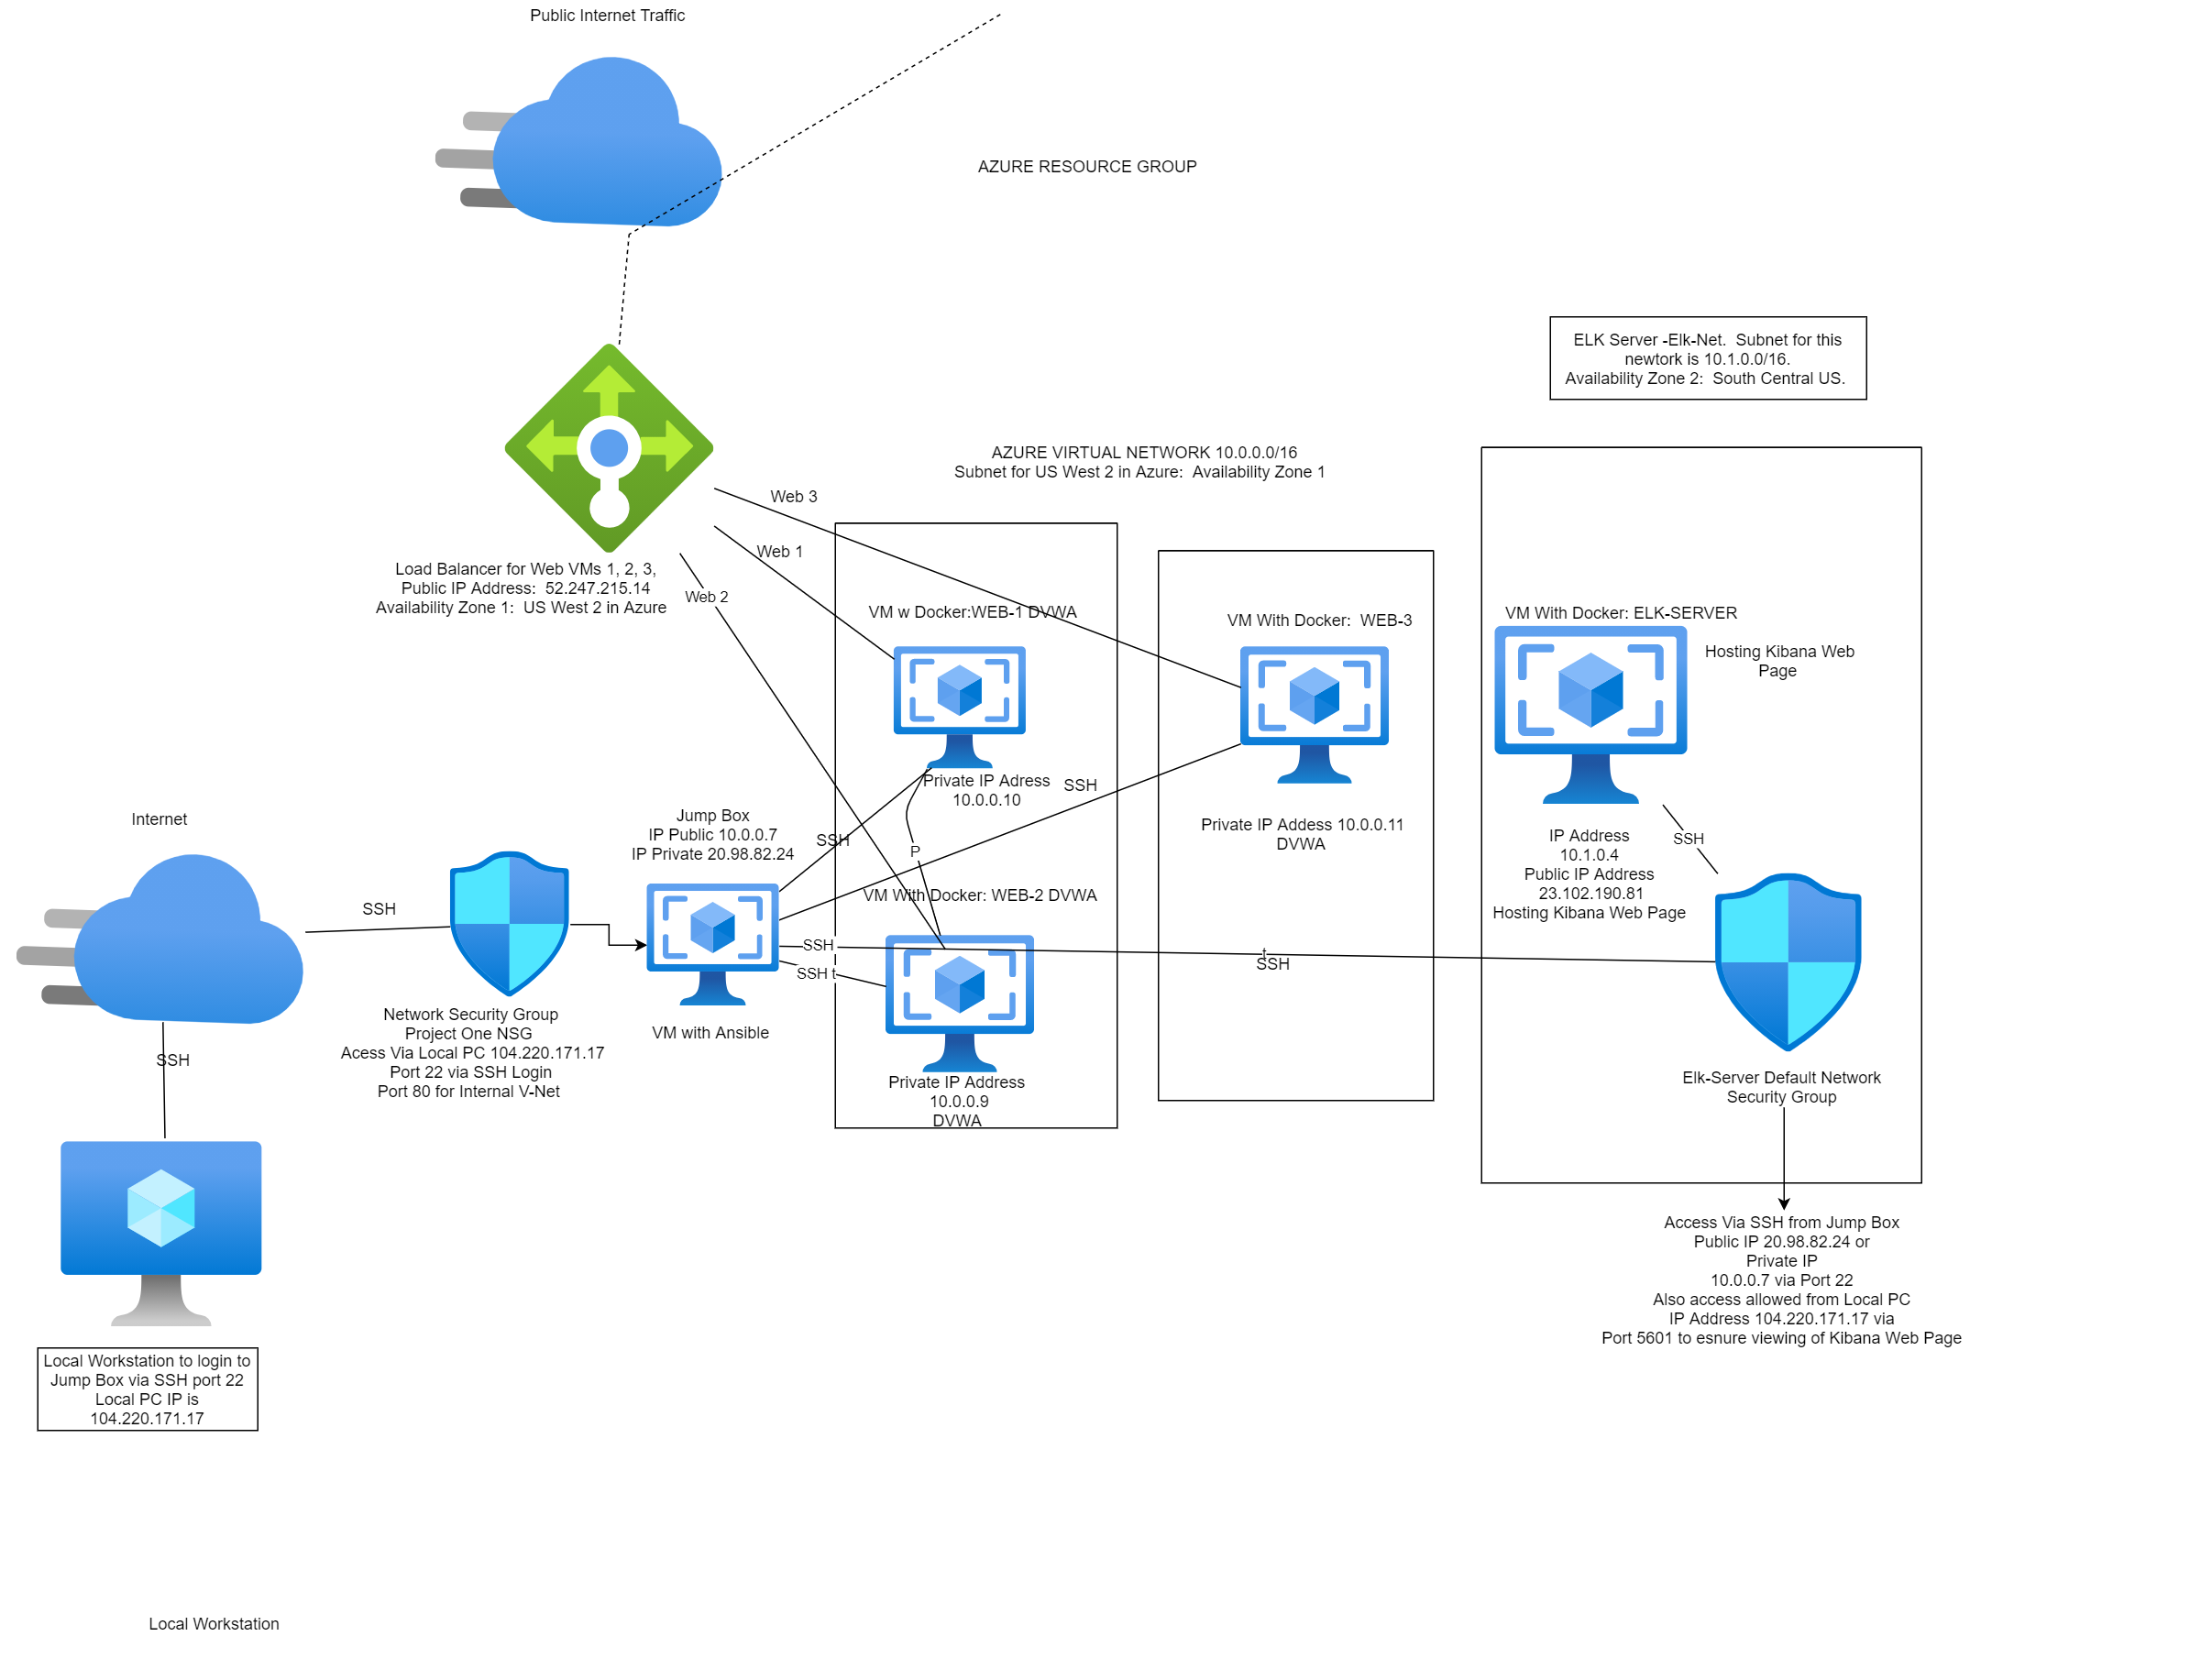 Public Internet Traffic
AZURE RESOURCE GROUP
ELK Server -Elk-Net.  Subnet for this
newtork is 10.1.0.0/16.
Availability Zone 2:  South Central US.
AZURE VIRTUAL NETWORK 10.0.0.0/16
Subnet for US West 2 in Azure:  Availability Zone 1
Web 3
Web 1
Web 2
Load Balancer for Web VMs 1, 2, 3,
Public IP Address:  52.247.215.14
Availability Zone 1:  US West 2 in Azure
VM w Docker:WEB-1 DVWA
VM With Docker:  WEB-3
VM With Docker: ELK-SERVER
Hosting Kibana Web
Page
Private IP Adress
10.0.0.10
SSH
Private IP Addess 10.0.0.11
DVWA
IP Address
10.1.0.4
Public IP Address
23.102.190.81
Hosting Kibana Web Page
SSH
Internet
Jump Box
IP Public 10.0.0.7
IP Private 20.98.82.24
SSH
P
VM With Docker: WEB-2 DVWA
SSH
SSH
SSH t
t
SSH
VM with Ansible
Network Security Group
Project One NSG
Acess Via Local PC 104.220.171.17
Port 22 via SSH Login
Port 80 for Internal V-Net
SSH
Private IP Address
10.0.0.9
DVWA
Elk-Server Default Network
Security Group
Access Via SSH from Jump Box
Public IP 20.98.82.24 or
Private IP
10.0.0.7 via Port 22
Also access allowed from Local PC
IP Address 104.220.171.17 via
Port 5601 to esnure viewing of Kibana Web Page
Local Workstation to login to
Jump Box via SSH port 22
Local PC IP is
104.220.171.17
Local Workstation